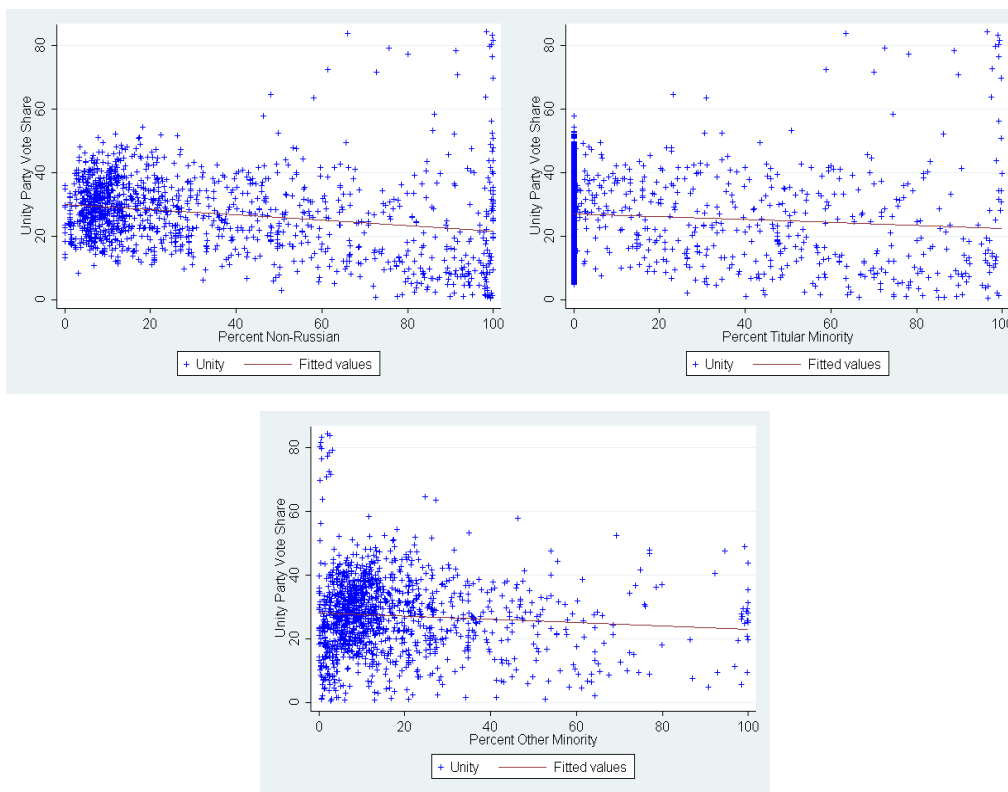 Unity Party Vote Share
80
60
40
20
0
0 20 40 60 80 100
Percent Non-Russian
+ Unity Fitted values
Unity Party Vote Share
80
60
40
20
0
0 20 40 60 80 100
Percent Titular Minority
+ Unity Fitted values
Unity Party Vote Share
80
60
40
20
0
0 20 40 60 80 100
Percent Other Minority
+ Unity Fitted values